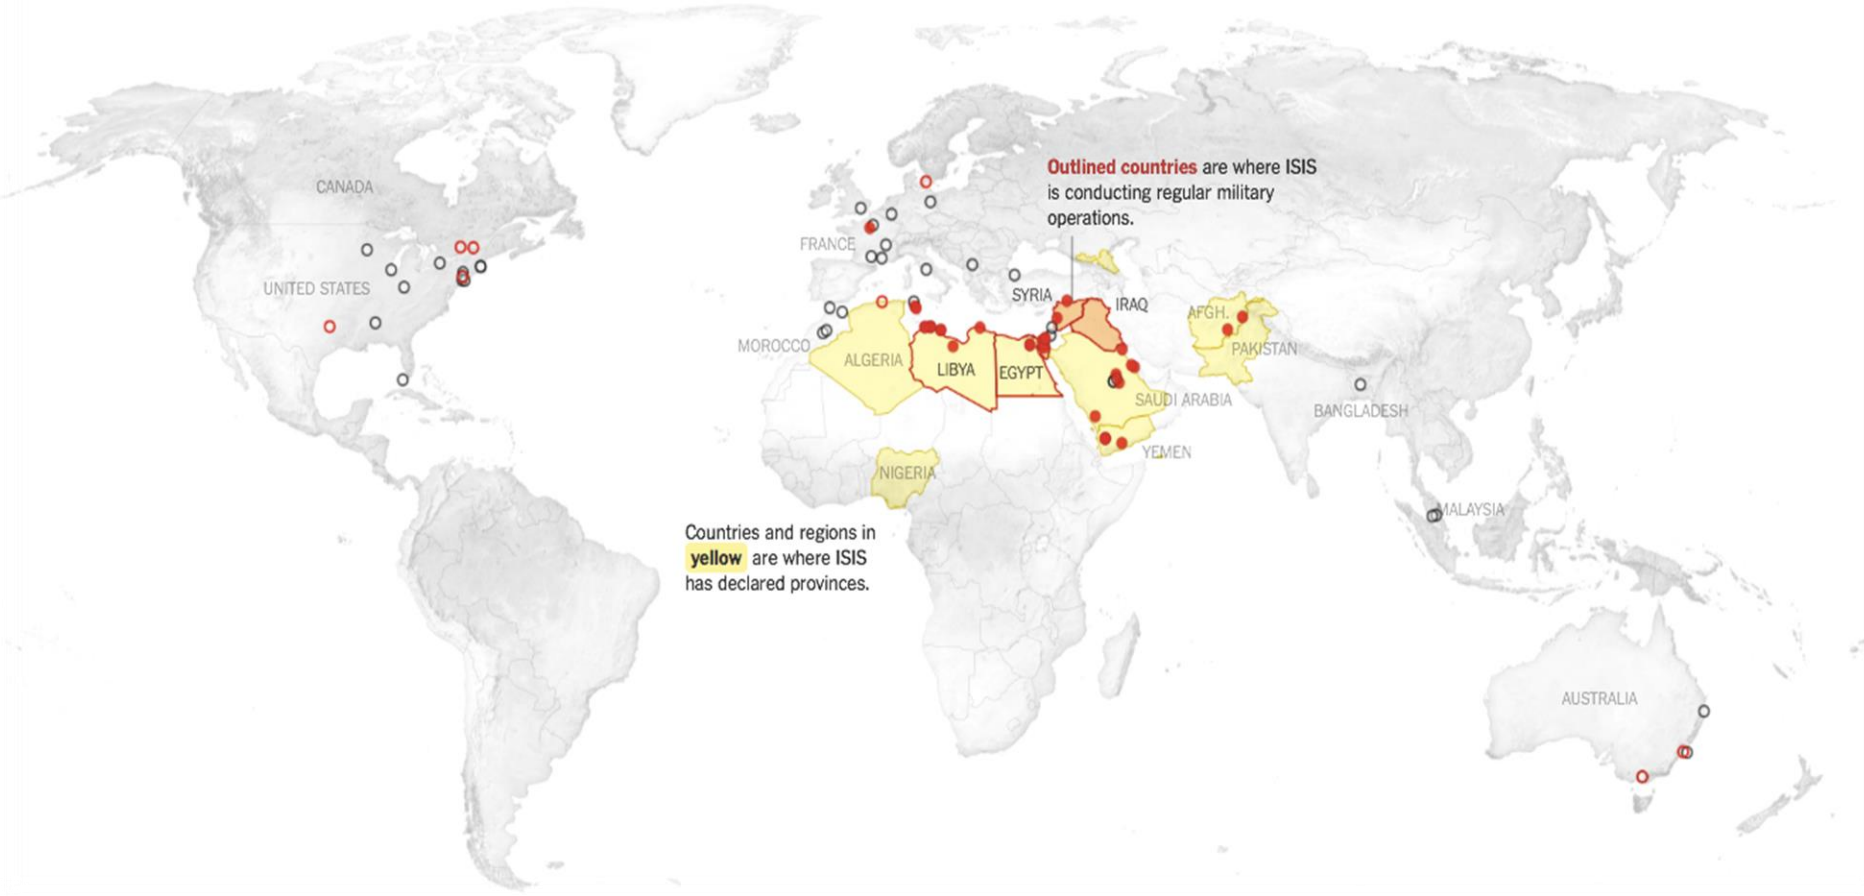 CANADA
Outlined countries are where ISIS
is conducting regular military
operations.
FRANCE
UNITED STATES
SYRIA
IRAQ
AFGH.
MOROCCO
PAKISTAN
ALGERIA
LIBYA
EGYPT
SAUDI ARABIA
BANGLADESH
YEMEN
NIGERIA
MALAYSIA
Countries and regions in
yellow are where ISIS
has declared provinces.
AUSTRALIA